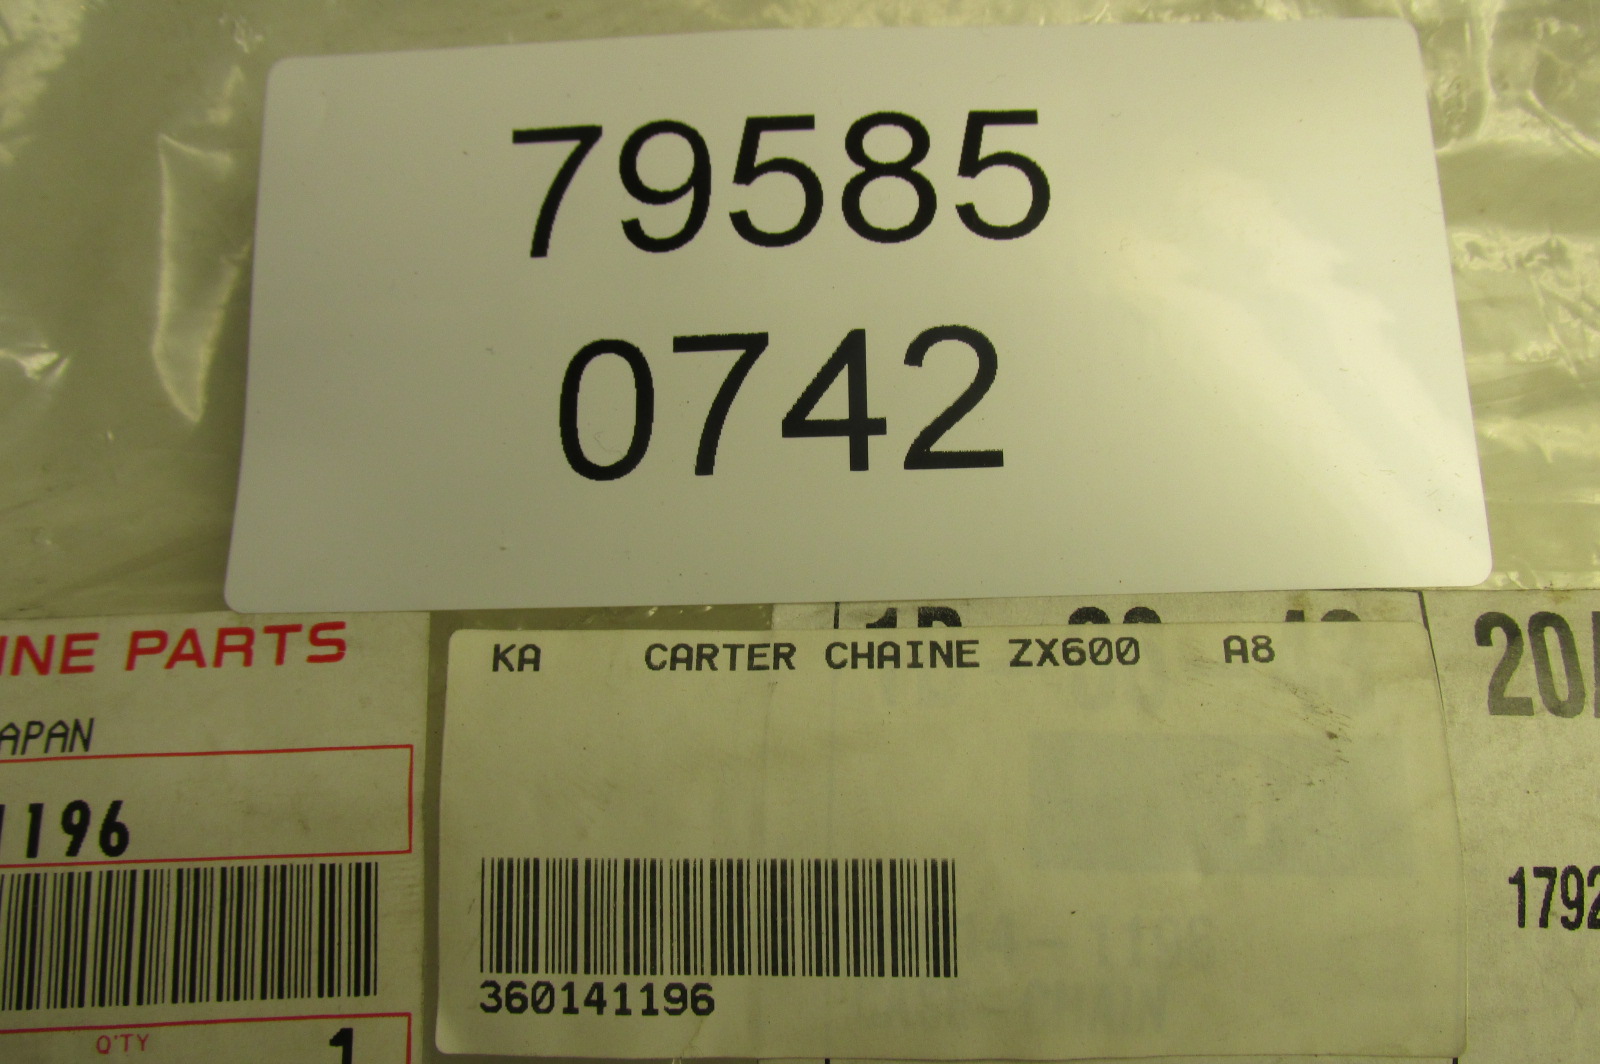 79585
0742
INE PARTS
APAN
1196
Q'TY
1
KA CARTER CHAINE ZX600 A8
360141196
20
1792